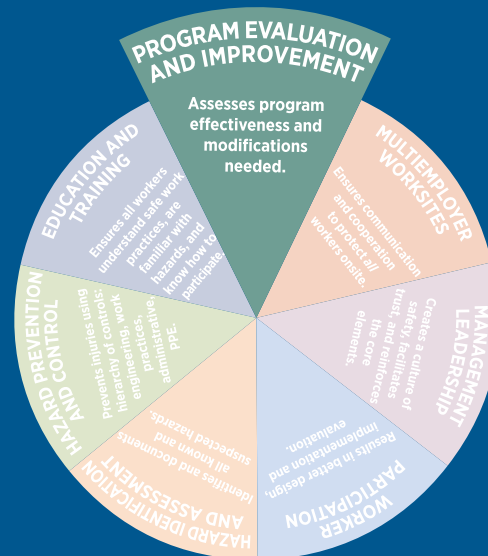 PROGRAM EVALUATION
AND IMPROVEMENT
Assesses program
effectiveness and
modifications
needed.
MULTIEMPLOYER
WORKSITES
Ensures communication
and cooperation
to protect all
workers onsite.
MANAGEMENT
LEADERSHIP
Creates a culture of
safety, facilitates
trust, and reinforces
the core
elements.
WORKER
PARTICIPATION
Results in better design,
implementation and
evaluation.
HAZARD IDENTIFICATION
AND ASSESSMENT
Identifies and documents
all known and
suspected hazards.
HAZARD PREVENTION
AND CONTROL
Prevents injuries using
hierarchy of controls:
engineering, work
practices,
administrative,
PPE.
EDUCATION AND
TRAINING
Ensures all workers
understand safe work
practices, are
familiar with
hazards, and
know how to
participate.